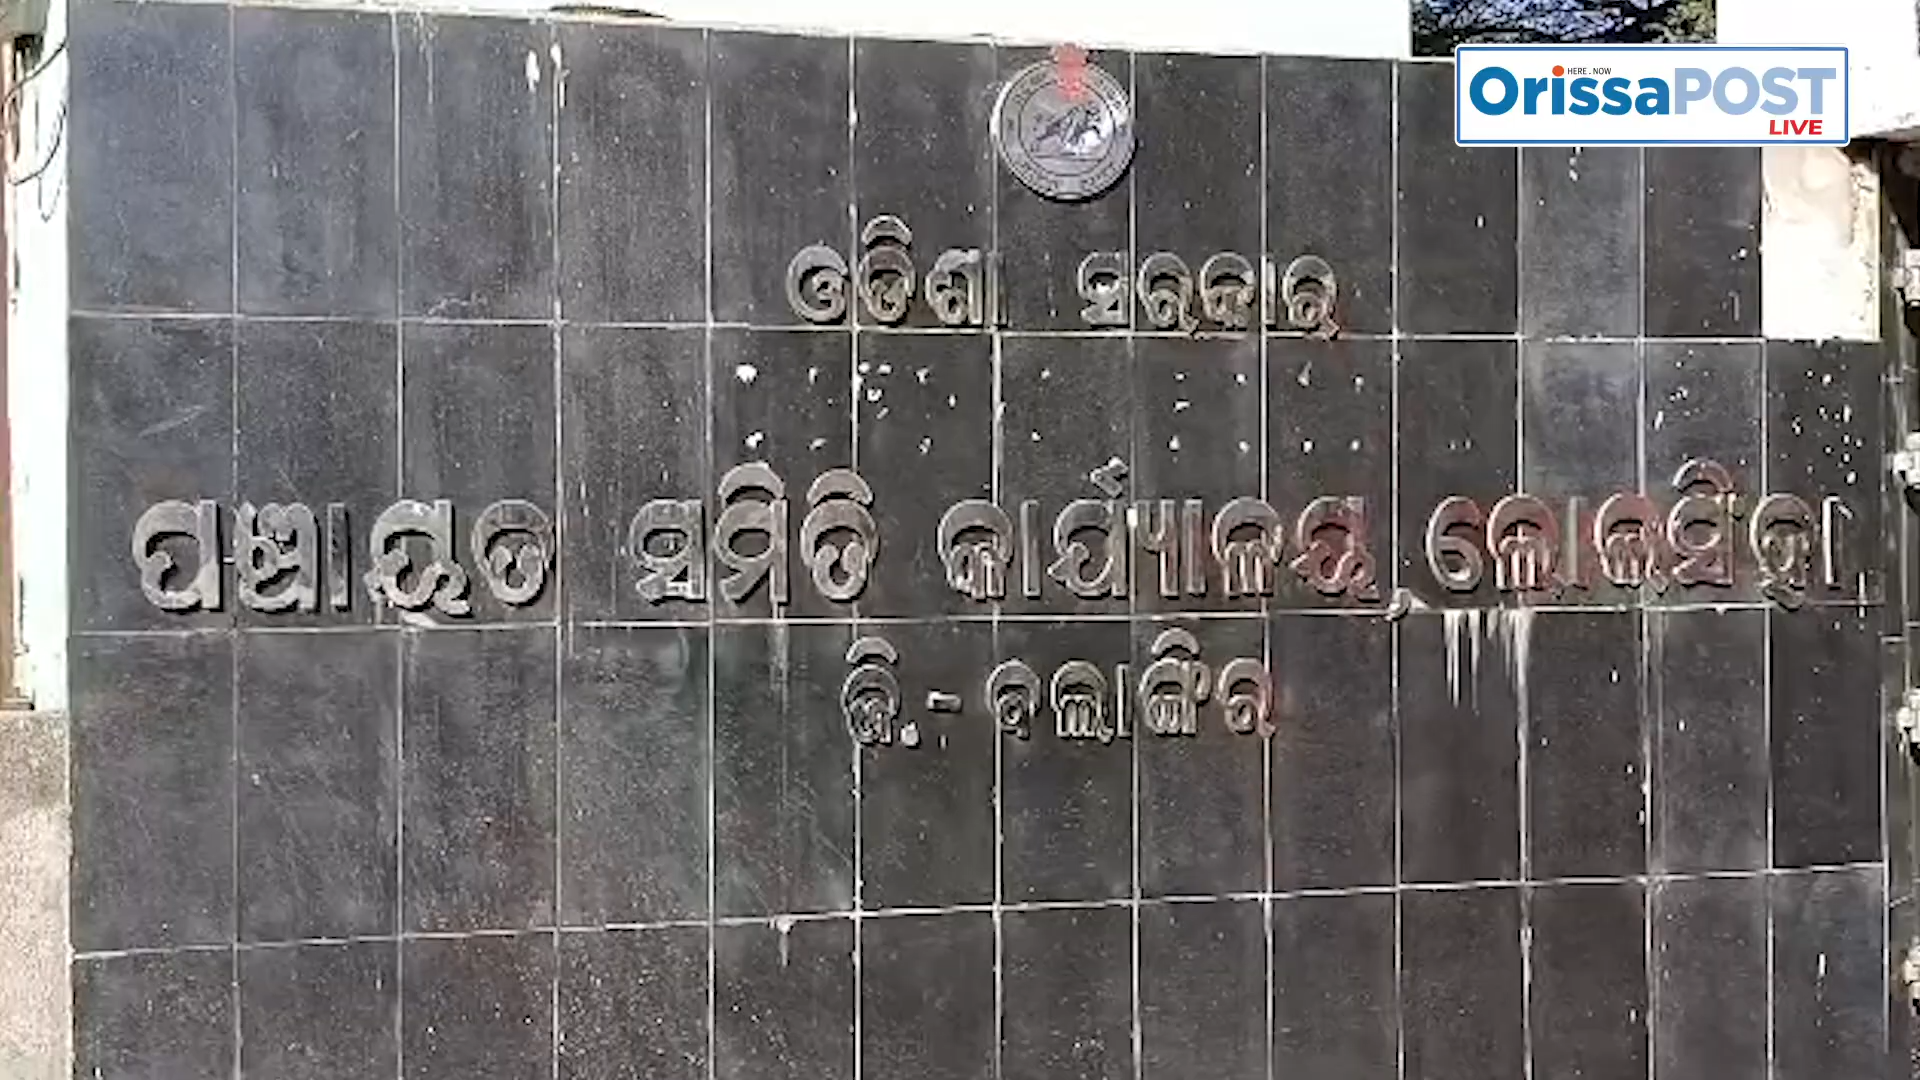 HERE . NOW
OrissaPOST
LIVE
ଓଡିଶା ସରକାର
ପଞ୍ଚାୟତ ସମିତି କାର୍ଯ୍ୟାଳୟ, ଲୋଇସିଂହା
ଜି.- ବଲାଙ୍ଗିର